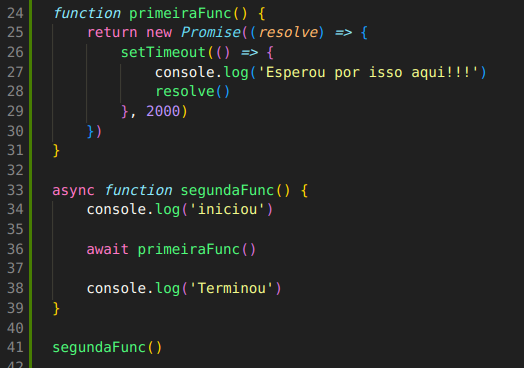 24 function primeiraFunc() {
25     return new Promise((resolve) => {
26         setTimeout(() => {
27             console.log('Esperou por isso aqui!!!')
28             resolve()
29         }, 2000)
30     })
31 }
32
33 async function segundaFunc() {
34     console.log('iniciou')
35
36     await primeiraFunc()
37
38     console.log('Terminou')
39 }
40
41 segundaFunc()
42